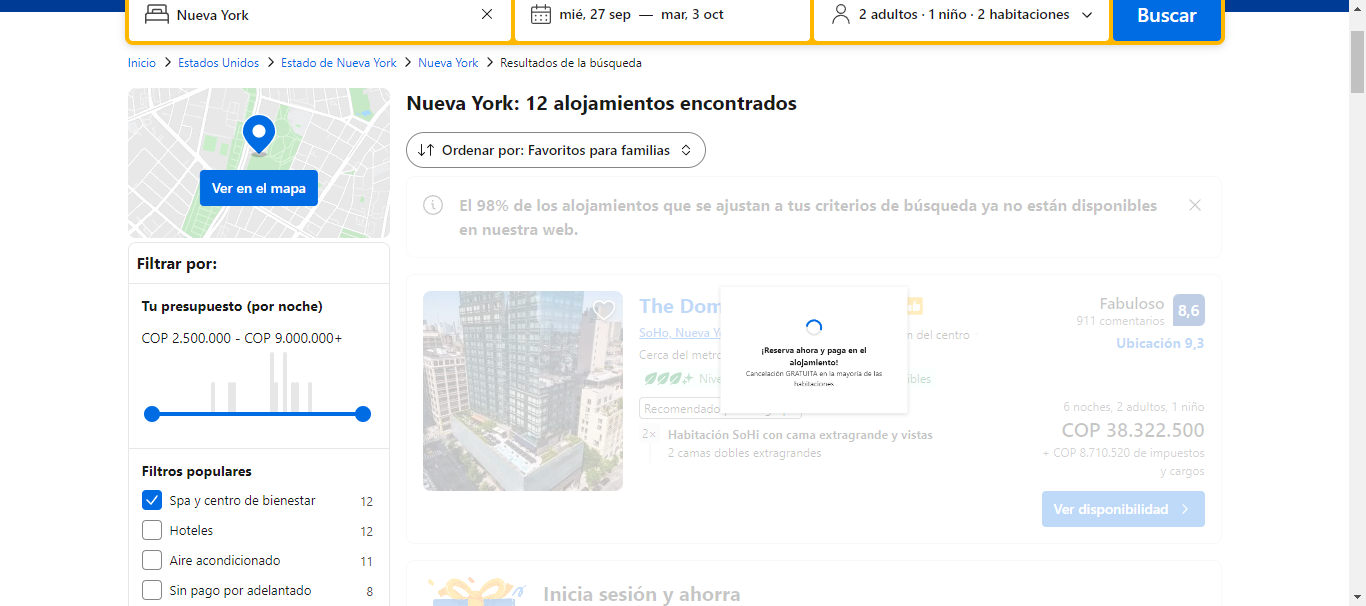 Nueva York
mié, 27 sep — mar, 3 oct
2 adultos · 1 niño · 2 habitaciones
Buscar
Inicio > Estados Unidos > Estado de Nueva York > Nueva York > Resultados de la búsqueda
Ver en el mapa
Filtrar por:
Tu presupuesto (por noche)
COP 2.500.000 - COP 9.000.000+
Filtros populares
Spa y centro de bienestar 12
Hoteles 12
Aire acondicionado 11
Sin pago por adelantado 8
Nueva York: 12 alojamientos encontrados
Ordenar por: Favoritos para familias
El 98% de los alojamientos que se ajustan a tus criterios de búsqueda ya no están disponibles
en nuestra web.
The Dom
SoHo, Nueva Y
n del centro
Cerca del metro
Nive
ibles
Recomendado
2× Habitación SoHi con cama extragrande y vistas
2 camas dobles extragrandes
¡Reserva ahora y paga en el
alojamiento!
Cancelación GRATUITA en la mayoría de las
habitaciones
Fabuloso
911 comentarios
8,6
Ubicación 9,3
6 noches, 2 adultos, 1 niño
COP 38.322.500
+ COP 8.710.520 de impuestos
y cargos
Ver disponibilidad
Inicia sesión y ahorra